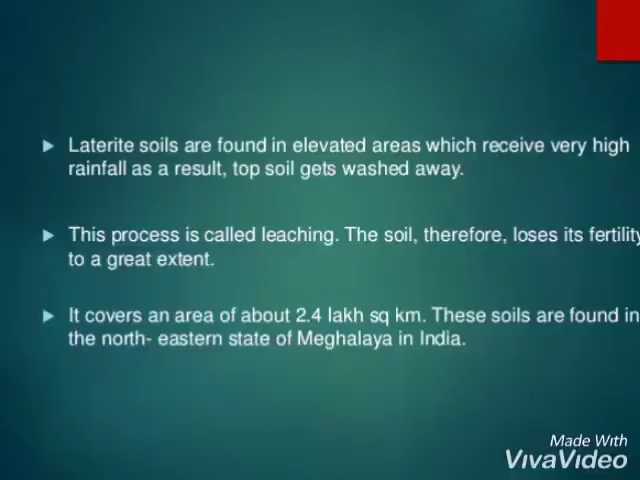 Laterite soils are found in elevated areas which receive very high
rainfall as a result, top soil gets washed away.
This process is called leaching. The soil, therefore, loses its fertility
to a great extent.
It covers an area of about 2.4 lakh sq km. These soils are found in
the north- eastern state of Meghalaya in India.
Made With
VivaVideo